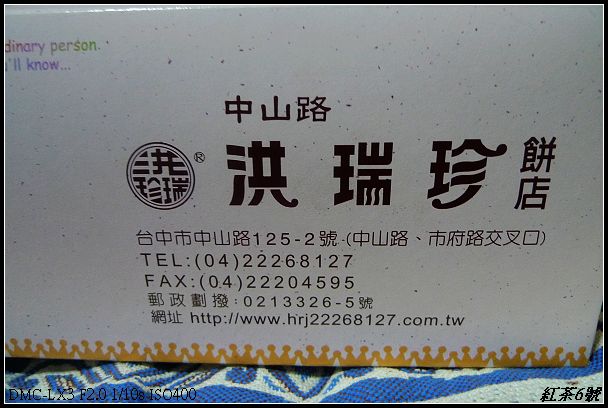 dinary person.
'll know...
中山路
洪瑞珍®
洪瑞珍餅店
台中市中山路125-2號(中山路、市府路交叉口)
TEL:(04)22268127
FAX:(04)22204595
郵政劃撥:0213326-5號
網址 http://www.hrj22268127.com.tw
DMC-LX3 F2.0 1/10s ISO400
紅茶6號